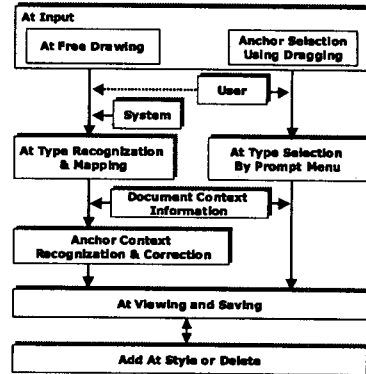 At Input
At Free Drawing
Anchor Selection
Using Dragging
User
System
At Type Recognization
& Mapping
At Type Selection
By Prompt Menu
Document Context
Information
Anchor Context
Recognization & Correction
At Viewing and Saving
Add At Style or Delete